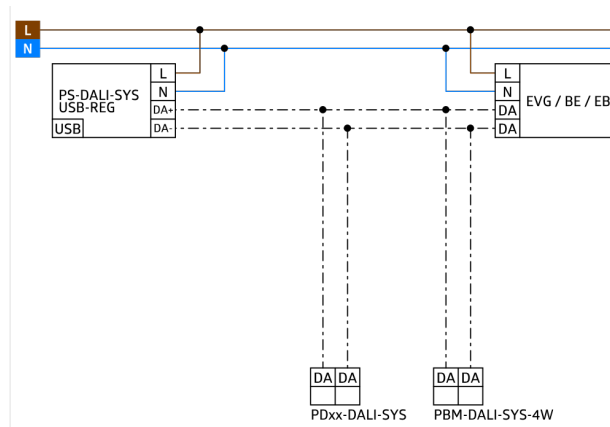 L
N
PS-DALI-SYS
USB-REG
USB
L
N
DA+
DA-
L
N
DA
DA
EVG / BE / EB
DA DA
PDxx-DALI-SYS
DA DA
PBM-DALI-SYS-4W